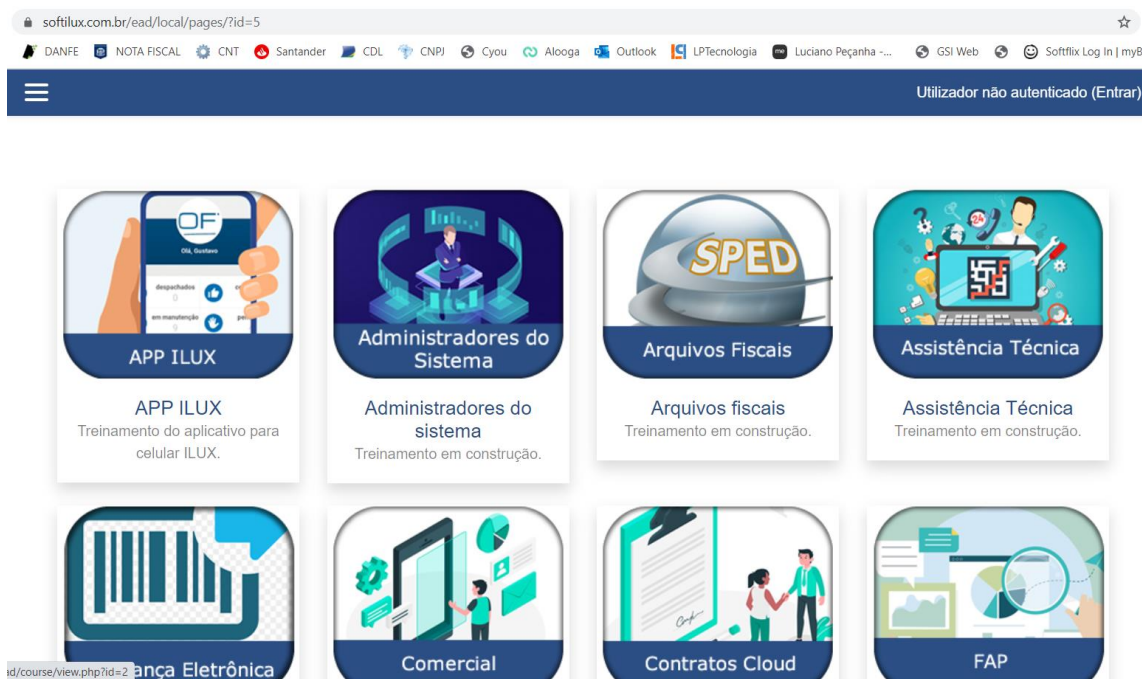 softilux.com.br/ead/local/pages/?id=5
DANFE NOTA FISCAL CNT Santander CDL CNPJ Cyou Alooga Outlook LPTecnologia Luciano Peçanha -... GSI Web Softflix Log In | myB
Utilizador não autenticado (Entrar)
OF
Olá, Gustavo
despachados
0
em manutenção
0
APP ILUX
Administradores do
Sistema
SPED
Arquivos Fiscais
24
Assistência Técnica
APP ILUX
Treinamento do aplicativo para
celular ILUX.
Administradores do
sistema
Treinamento em construção.
Arquivos fiscais
Treinamento em construção.
Assistência Técnica
Treinamento em construção.
ança Eletrônica
Comercial
Contratos Cloud
FAP
ad/course/view.php?id=2